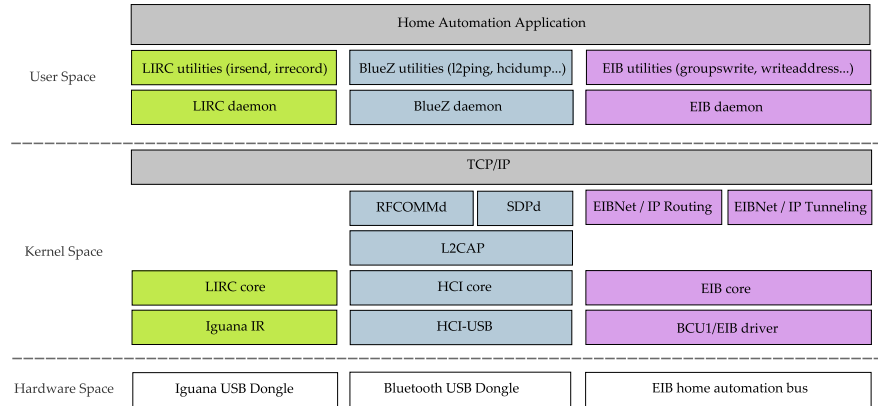 Home Automation Application
User Space
LIRC utilities (irsend, irrecord)
BlueZ utilities (l2ping, hcidump...)
EIB utilities (groupswrite, writeaddress...)
LIRC daemon
BlueZ daemon
EIB daemon
TCP/IP
Kernel Space
RFCOMMd
SDPd
EIBNet / IP Routing
EIBNet / IP Tunneling
L2CAP
LIRC core
HCI core
EIB core
Iguana IR
HCI-USB
BCU1/EIB driver
Hardware Space
Iguana USB Dongle
Bluetooth USB Dongle
EIB home automation bus